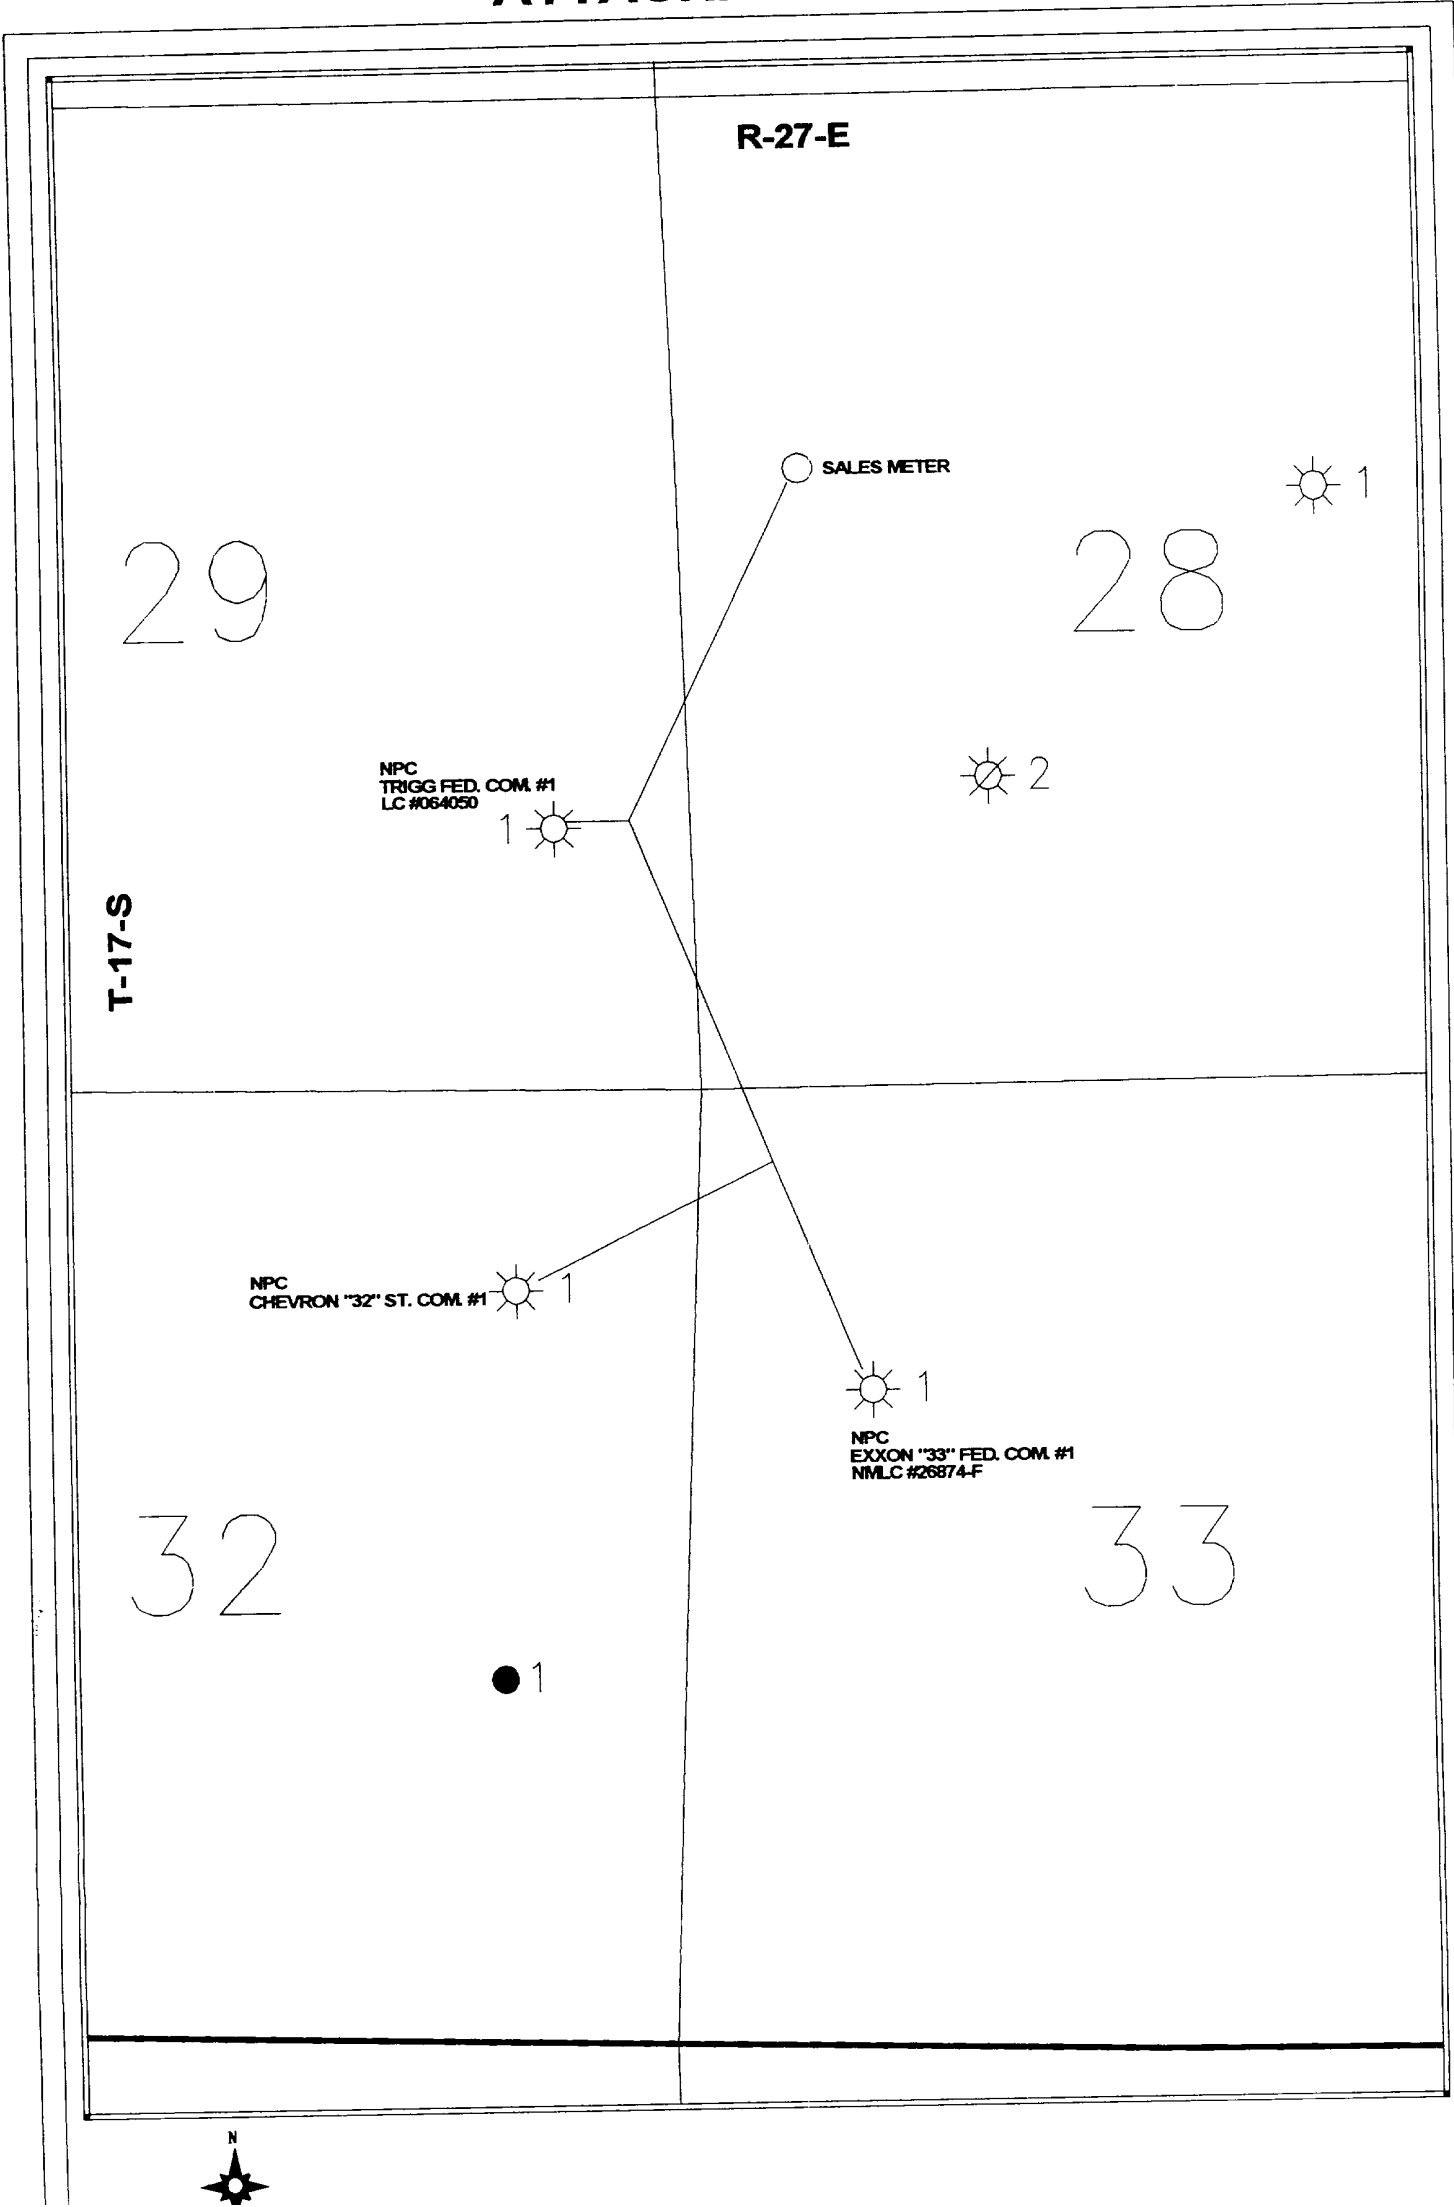 R-27-E
SALES METER
1
29
28
NPC
TRIGG FED. COM. #1
LC #064050
1
2
T-17-S
NPC
CHEVRON "32" ST. COM. #1
1
1
NPC
EXXON "33" FED. COM. #1
NMLC #26874-F
32
33
1
N